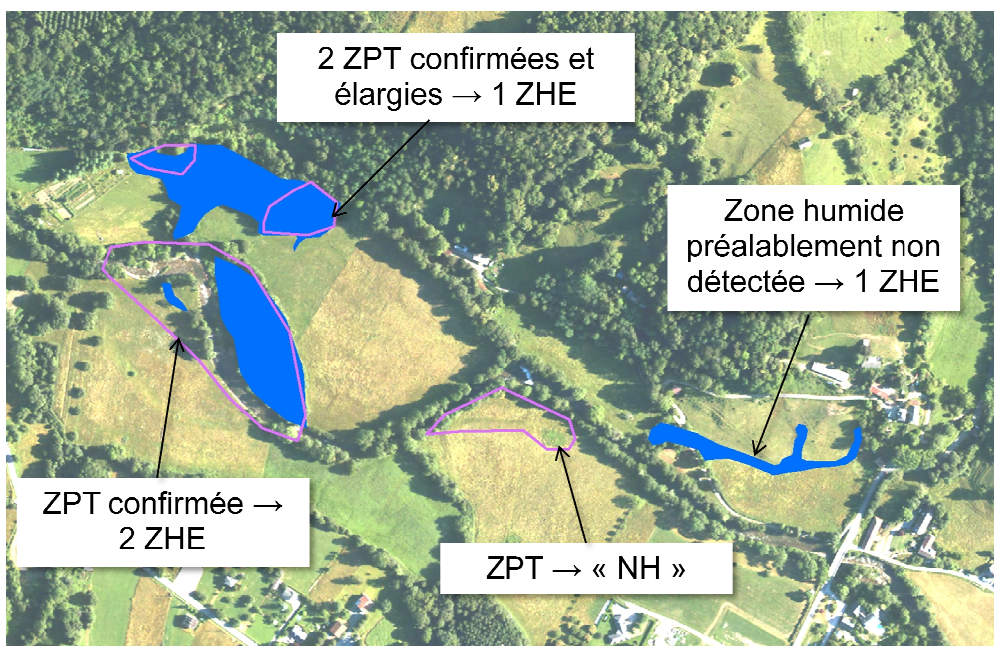 2 ZPT confirmées et
élargies → 1 ZHE
Zone humide
préalablement non
détectée → 1 ZHE
ZPT confirmée →
2 ZHE
ZPT → « NH »